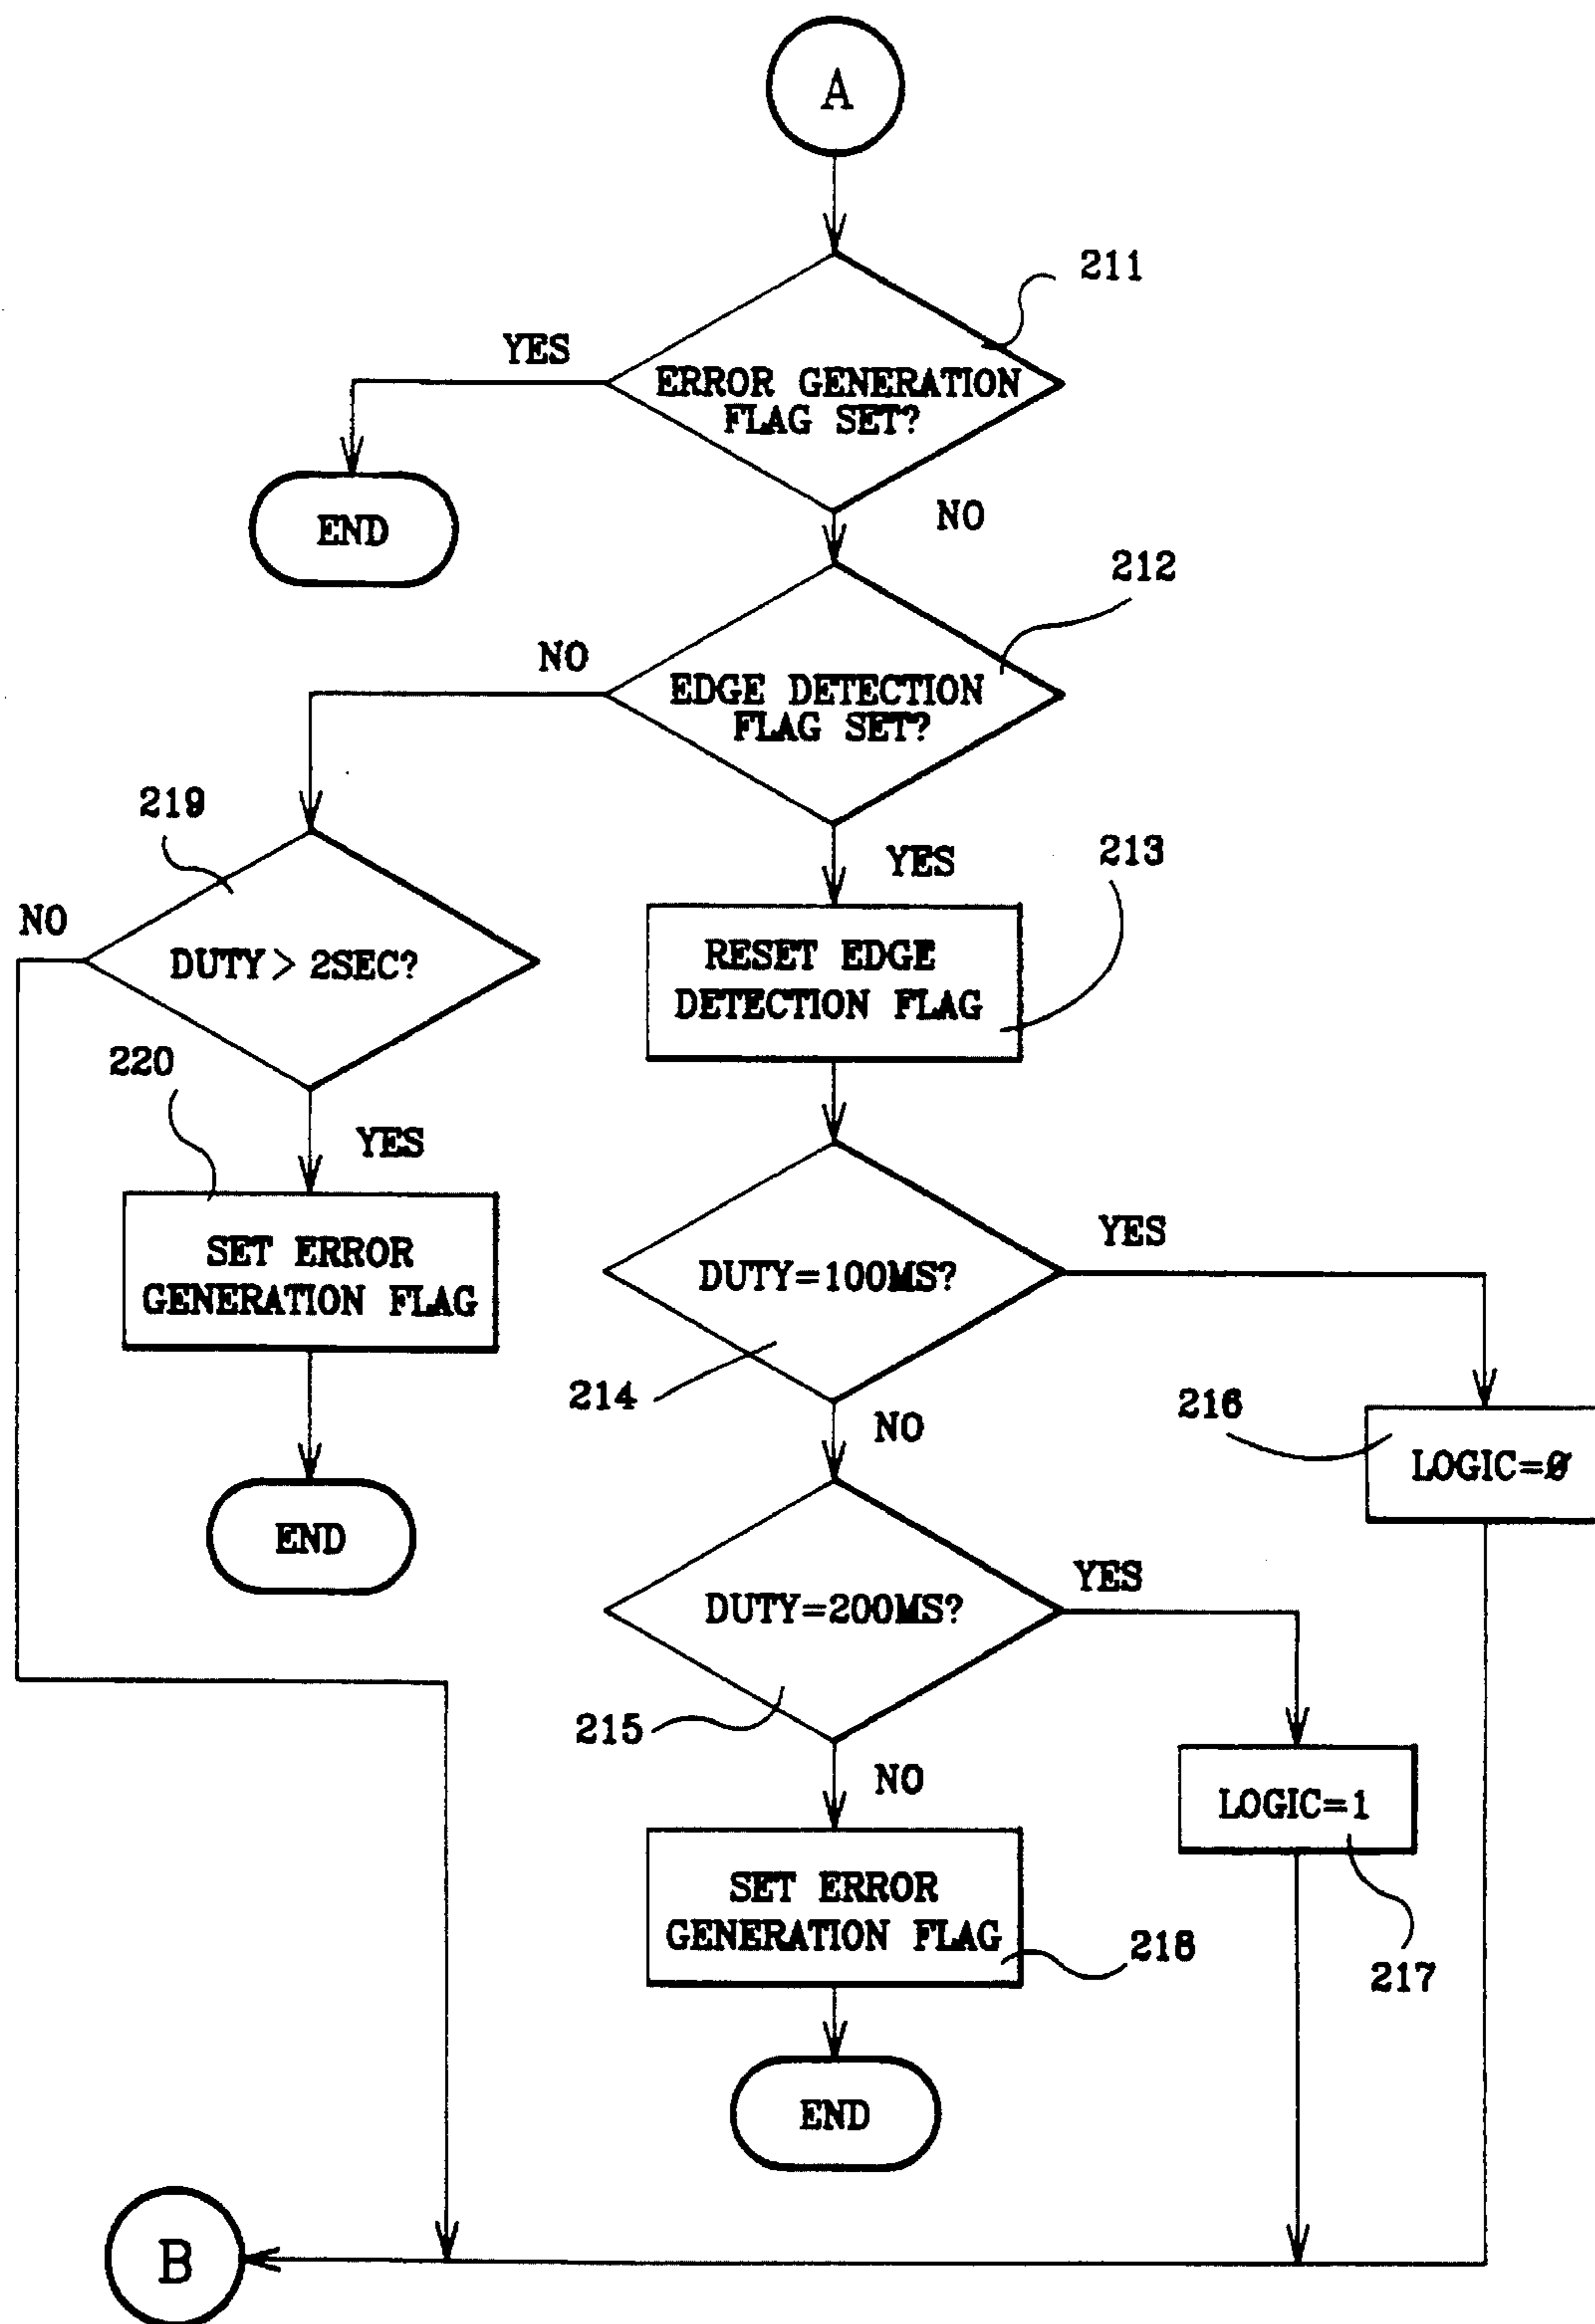 A
211
YES
ERROR GENERATION
FLAG SET?
END
NO
212
NO
EDGE DETECTION
FLAG SET?
219
YES
213
NO
DUTY > 2SEC?
RESET EDGE
DETECTION FLAG
220
YES
SET ERROR
GENERATION FLAG
YES
DUTY=100MS?
214
216
NO
LOGIC=0
END
YES
DUTY=200MS?
215
NO
LOGIC=1
SET ERROR
GENERATION FLAG
218
217
END
B